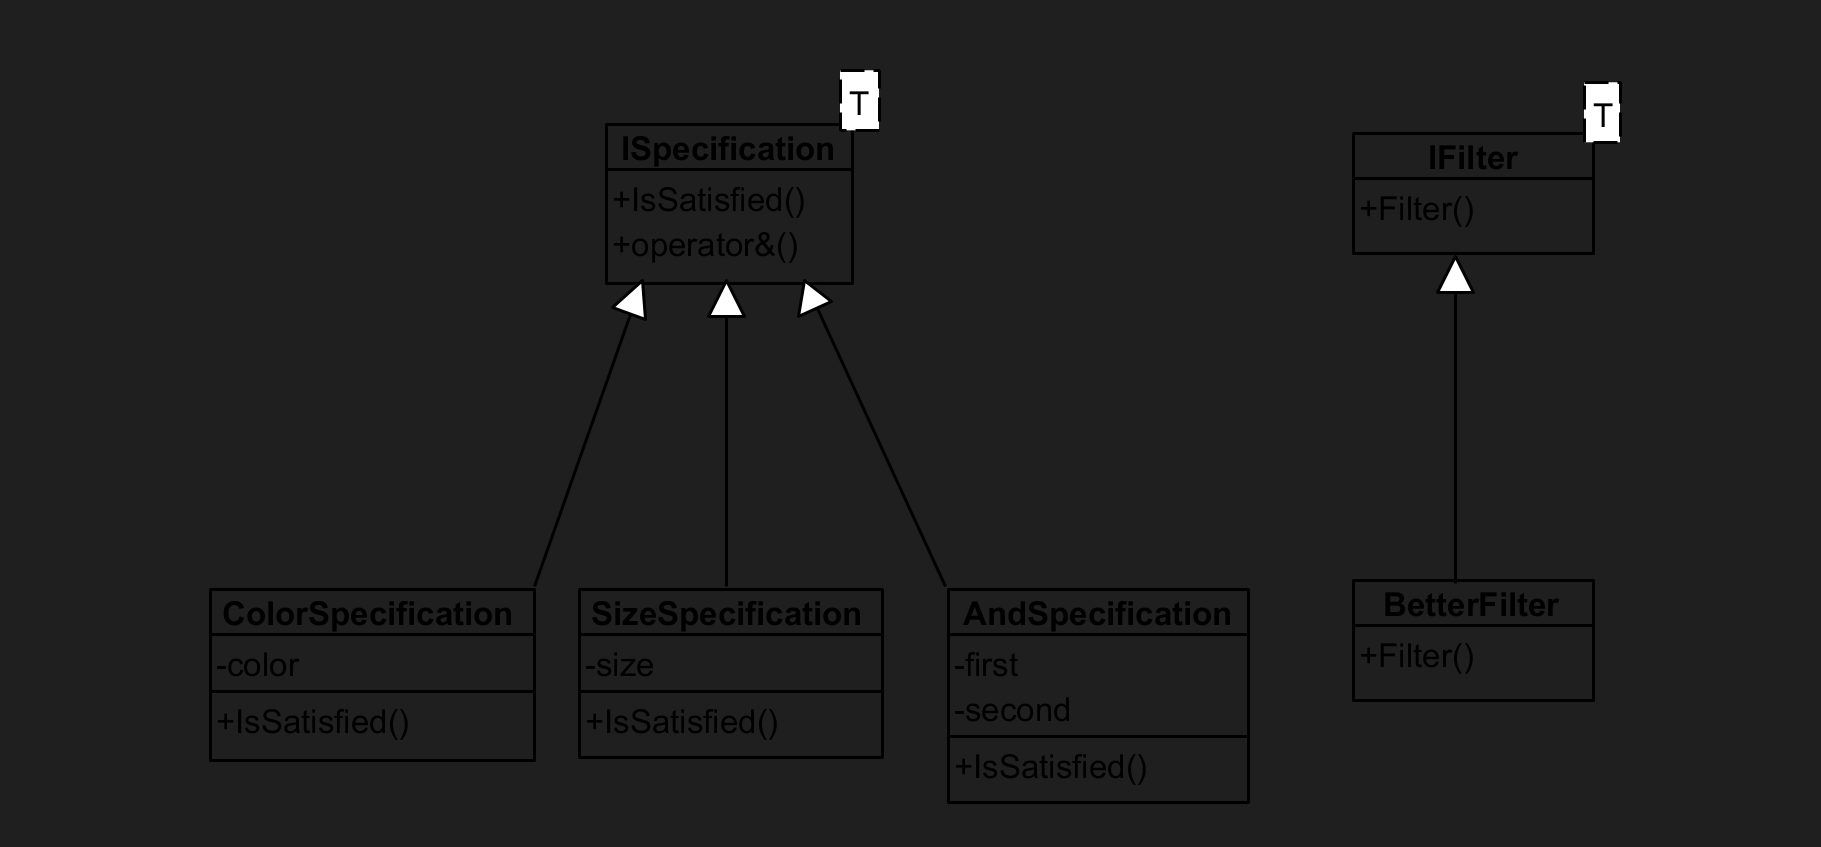 T
ISpecification
+IsSatisfied()
+operator&()
T
IFilter
+Filter()
ColorSpecification
-color
+IsSatisfied()
SizeSpecification
-size
+IsSatisfied()
AndSpecification
-first
-second
+IsSatisfied()
BetterFilter
+Filter()